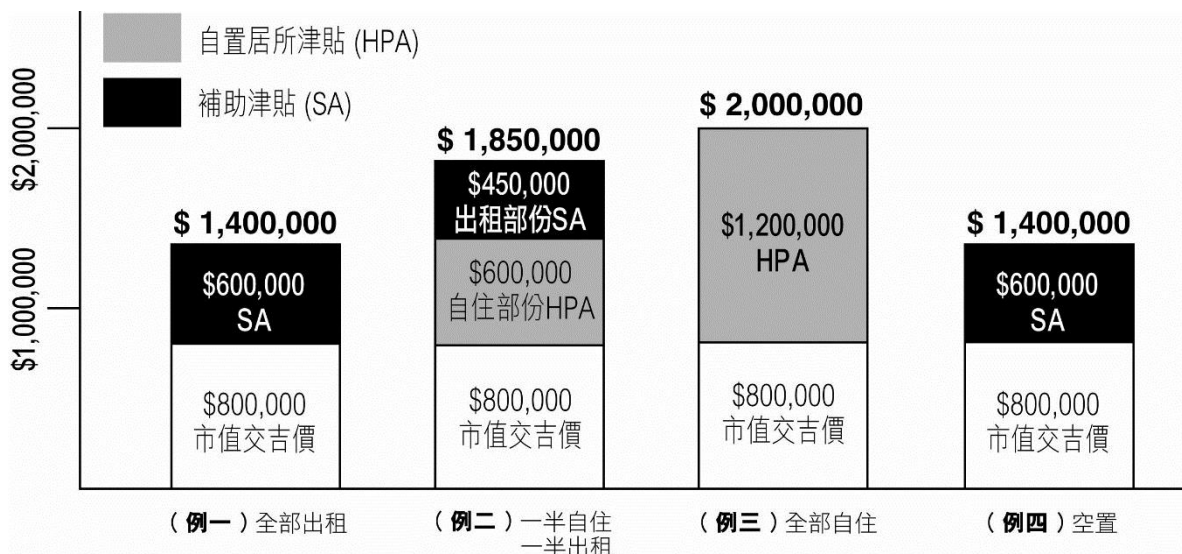 自置居所津貼 (HPA)
補助津貼 (SA)
$2,000,000
$1,000,000
$ 1,400,000
$600,000
SA
$800,000
市值交吉價
(例一) 全部出租
$ 1,850,000
$450,000
出租部份SA
$600,000
自住部份HPA
$800,000
市值交吉價
(例二) 一半自住
一半出租
$ 2,000,000
$1,200,000
HPA
$800,000
市值交吉價
(例三) 全部自住
$ 1,400,000
$600,000
SA
$800,000
市值交吉價
(例四) 空置